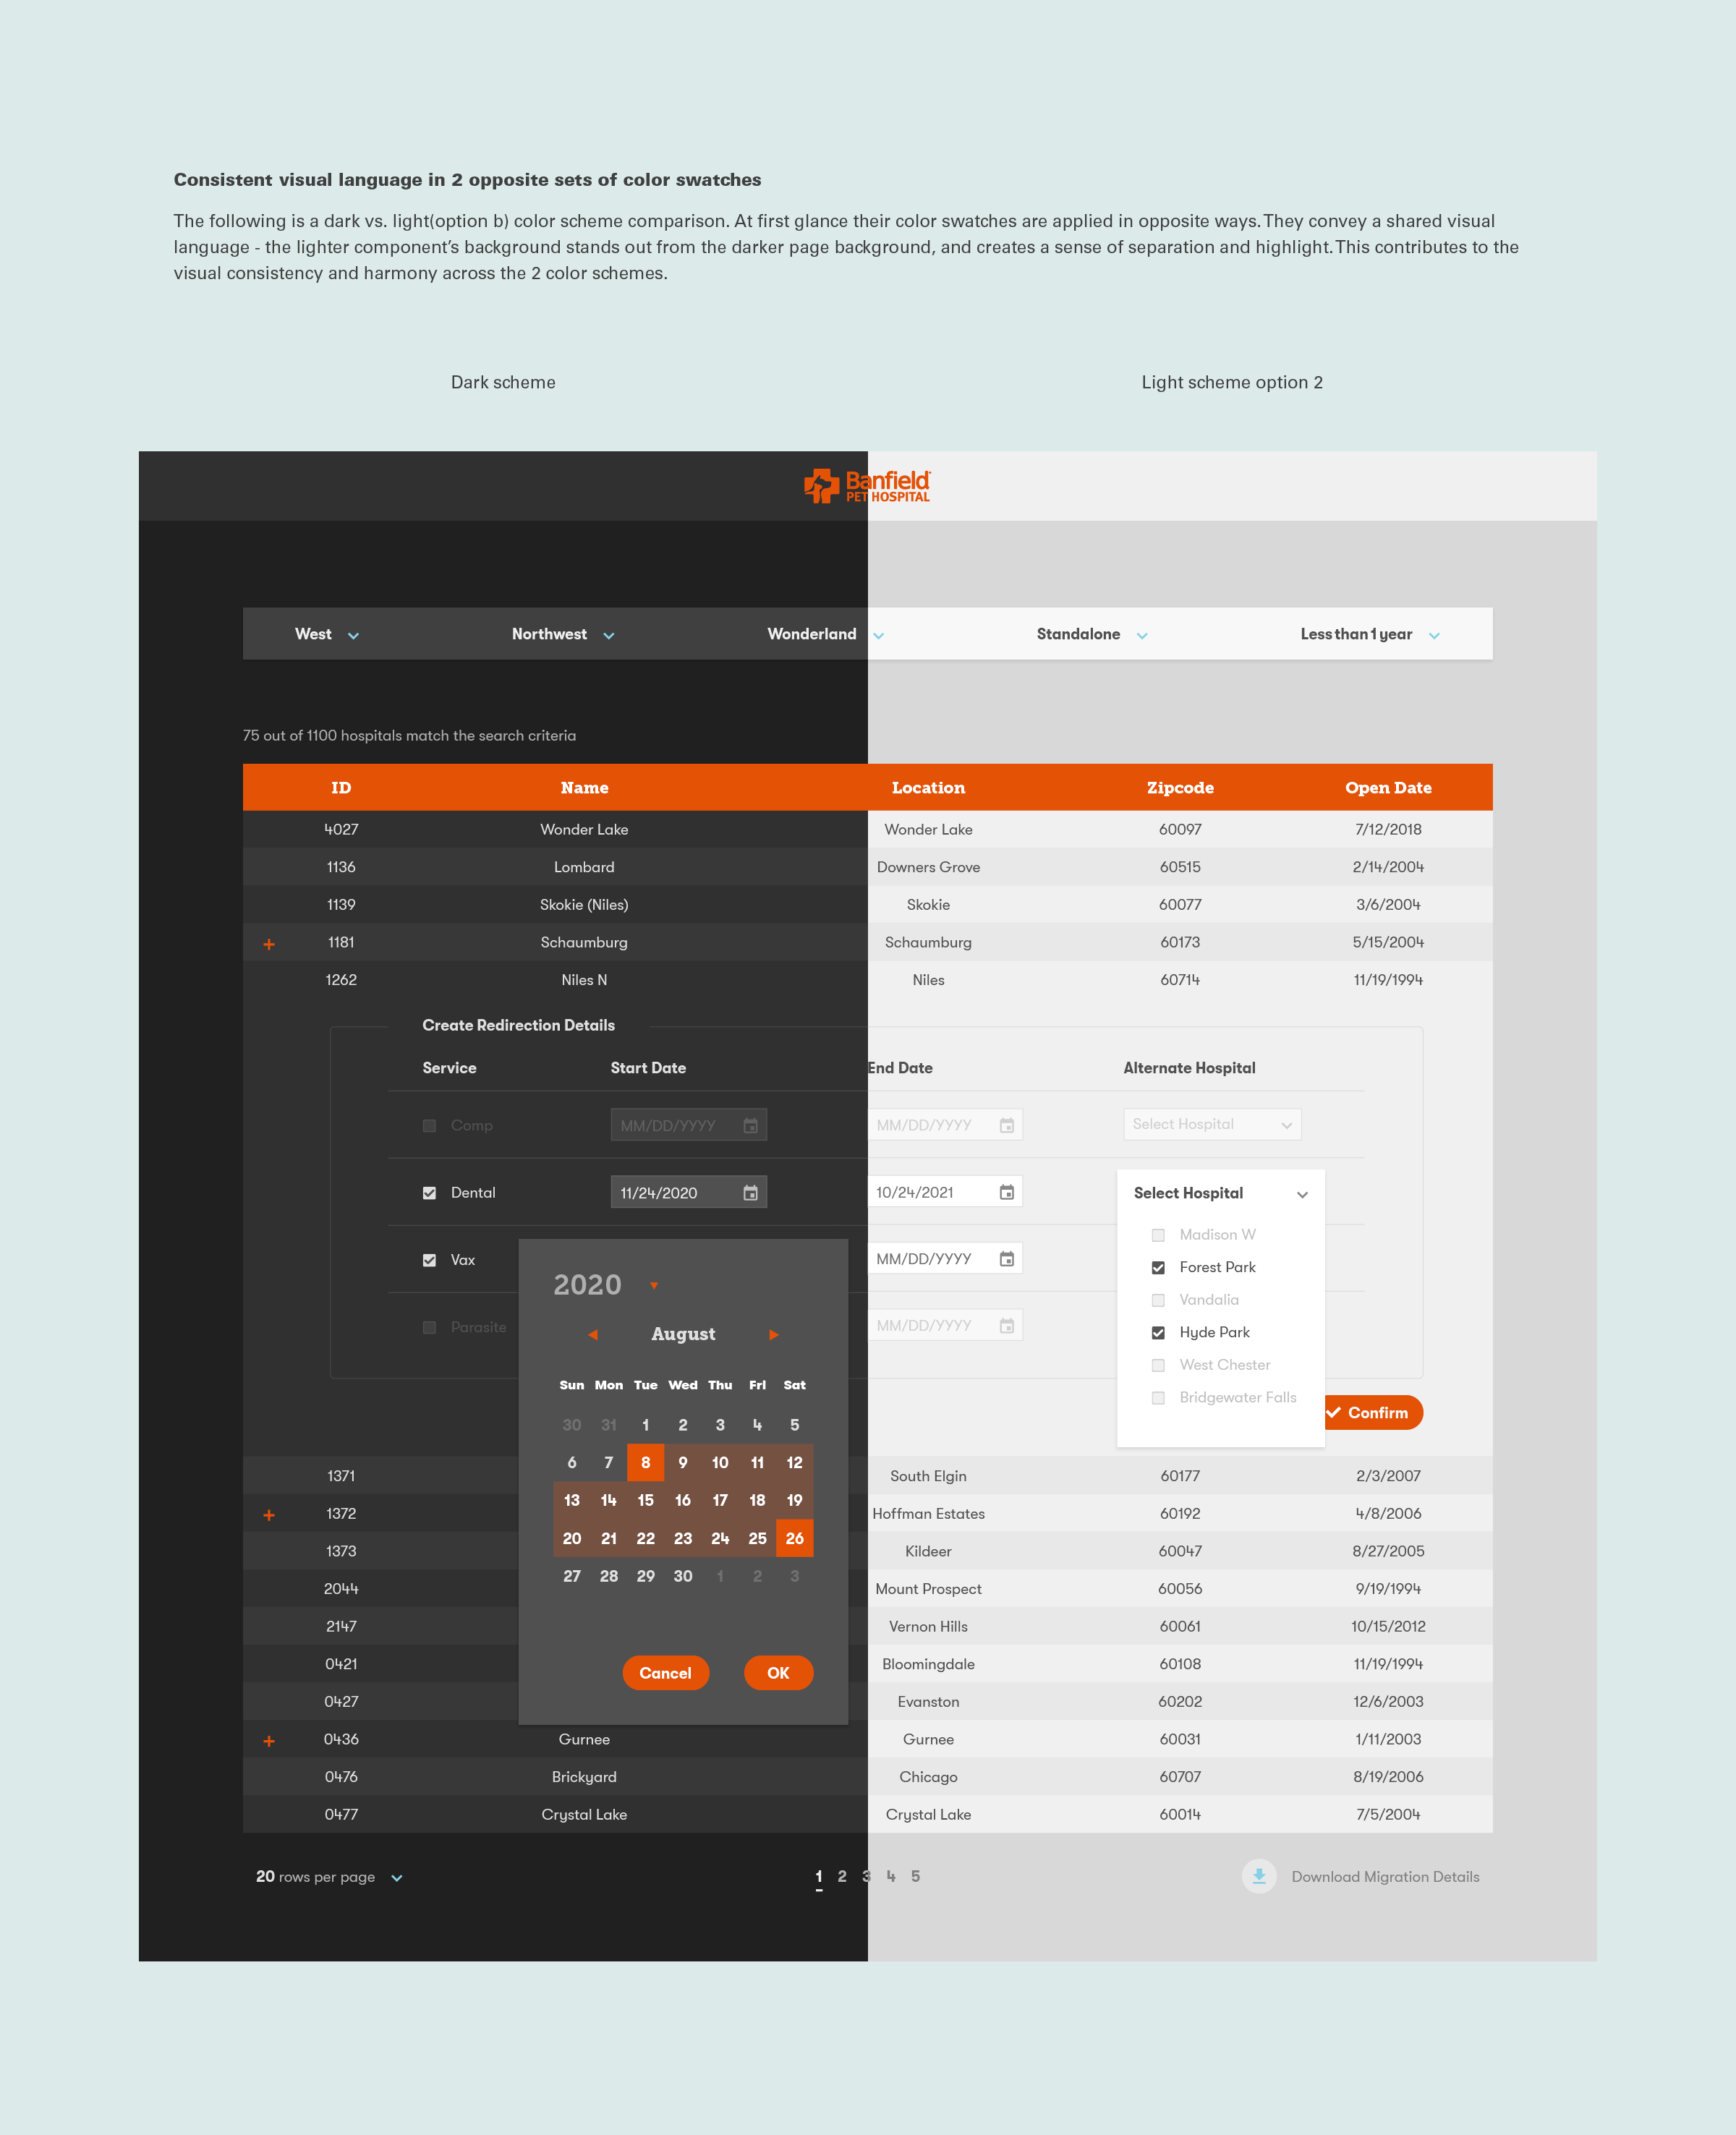 Consistent visual language in 2 opposite sets of color swatches
The following is a dark vs. light(option b) color scheme comparison. At first glance their color swatches are applied in opposite ways. They convey a shared visual
language - the lighter component’s background stands out from the darker page background, and creates a sense of separation and highlight. This contributes to the
visual consistency and harmony across the 2 color schemes.
Dark scheme Light scheme option 2
Banfield
PET HOSPITAL
West Northwest Wonderland Standalone Less than 1 year
75 out of 1100 hospitals match the search criteria
ID Name Location Zipcode Open Date
4027 Wonder Lake Wonder Lake 60097 7/12/2018
1136 Lombard Downers Grove 60515 2/14/2004
1139 Skokie (Niles) Skokie 60077 3/6/2004
+ 1181 Schaumburg Schaumburg 60173 5/15/2004
1262 Niles N Niles 60714 11/19/1994
Create Redirection Details
Service Start Date End Date Alternate Hospital
Comp MM/DD/YYYY MM/DD/YYYY Select Hospital
Dental 11/24/2020 10/24/2021 Select Hospital
Madison W
Vax MM/DD/YYYY Forest Park
Vandalia
Parasite MM/DD/YYYY Hyde Park
West Chester
Bridgewater Falls
Confirm
2020
August
Sun Mon Tue Wed Thu Fri Sat
30 31 1 2 3 4 5
6 7 8 9 10 11 12
13 14 15 16 17 18 19
20 21 22 23 24 25 26
27 28 29 30 1 2 3
Cancel OK
1371 South Elgin 60177 2/3/2007
+ 1372 Hoffman Estates 60192 4/8/2006
1373 Kildeer 60047 8/27/2005
2044 Mount Prospect 60056 9/19/1994
2147 Vernon Hills 60061 10/15/2012
0421 Bloomingdale 60108 11/19/1994
0427 Evanston 60202 12/6/2003
+ 0436 Gurnee Gurnee 60031 1/11/2003
0476 Brickyard Chicago 60707 8/19/2006
0477 Crystal Lake Crystal Lake 60014 7/5/2004
20 rows per page 1 2 3 4 5 Download Migration Details